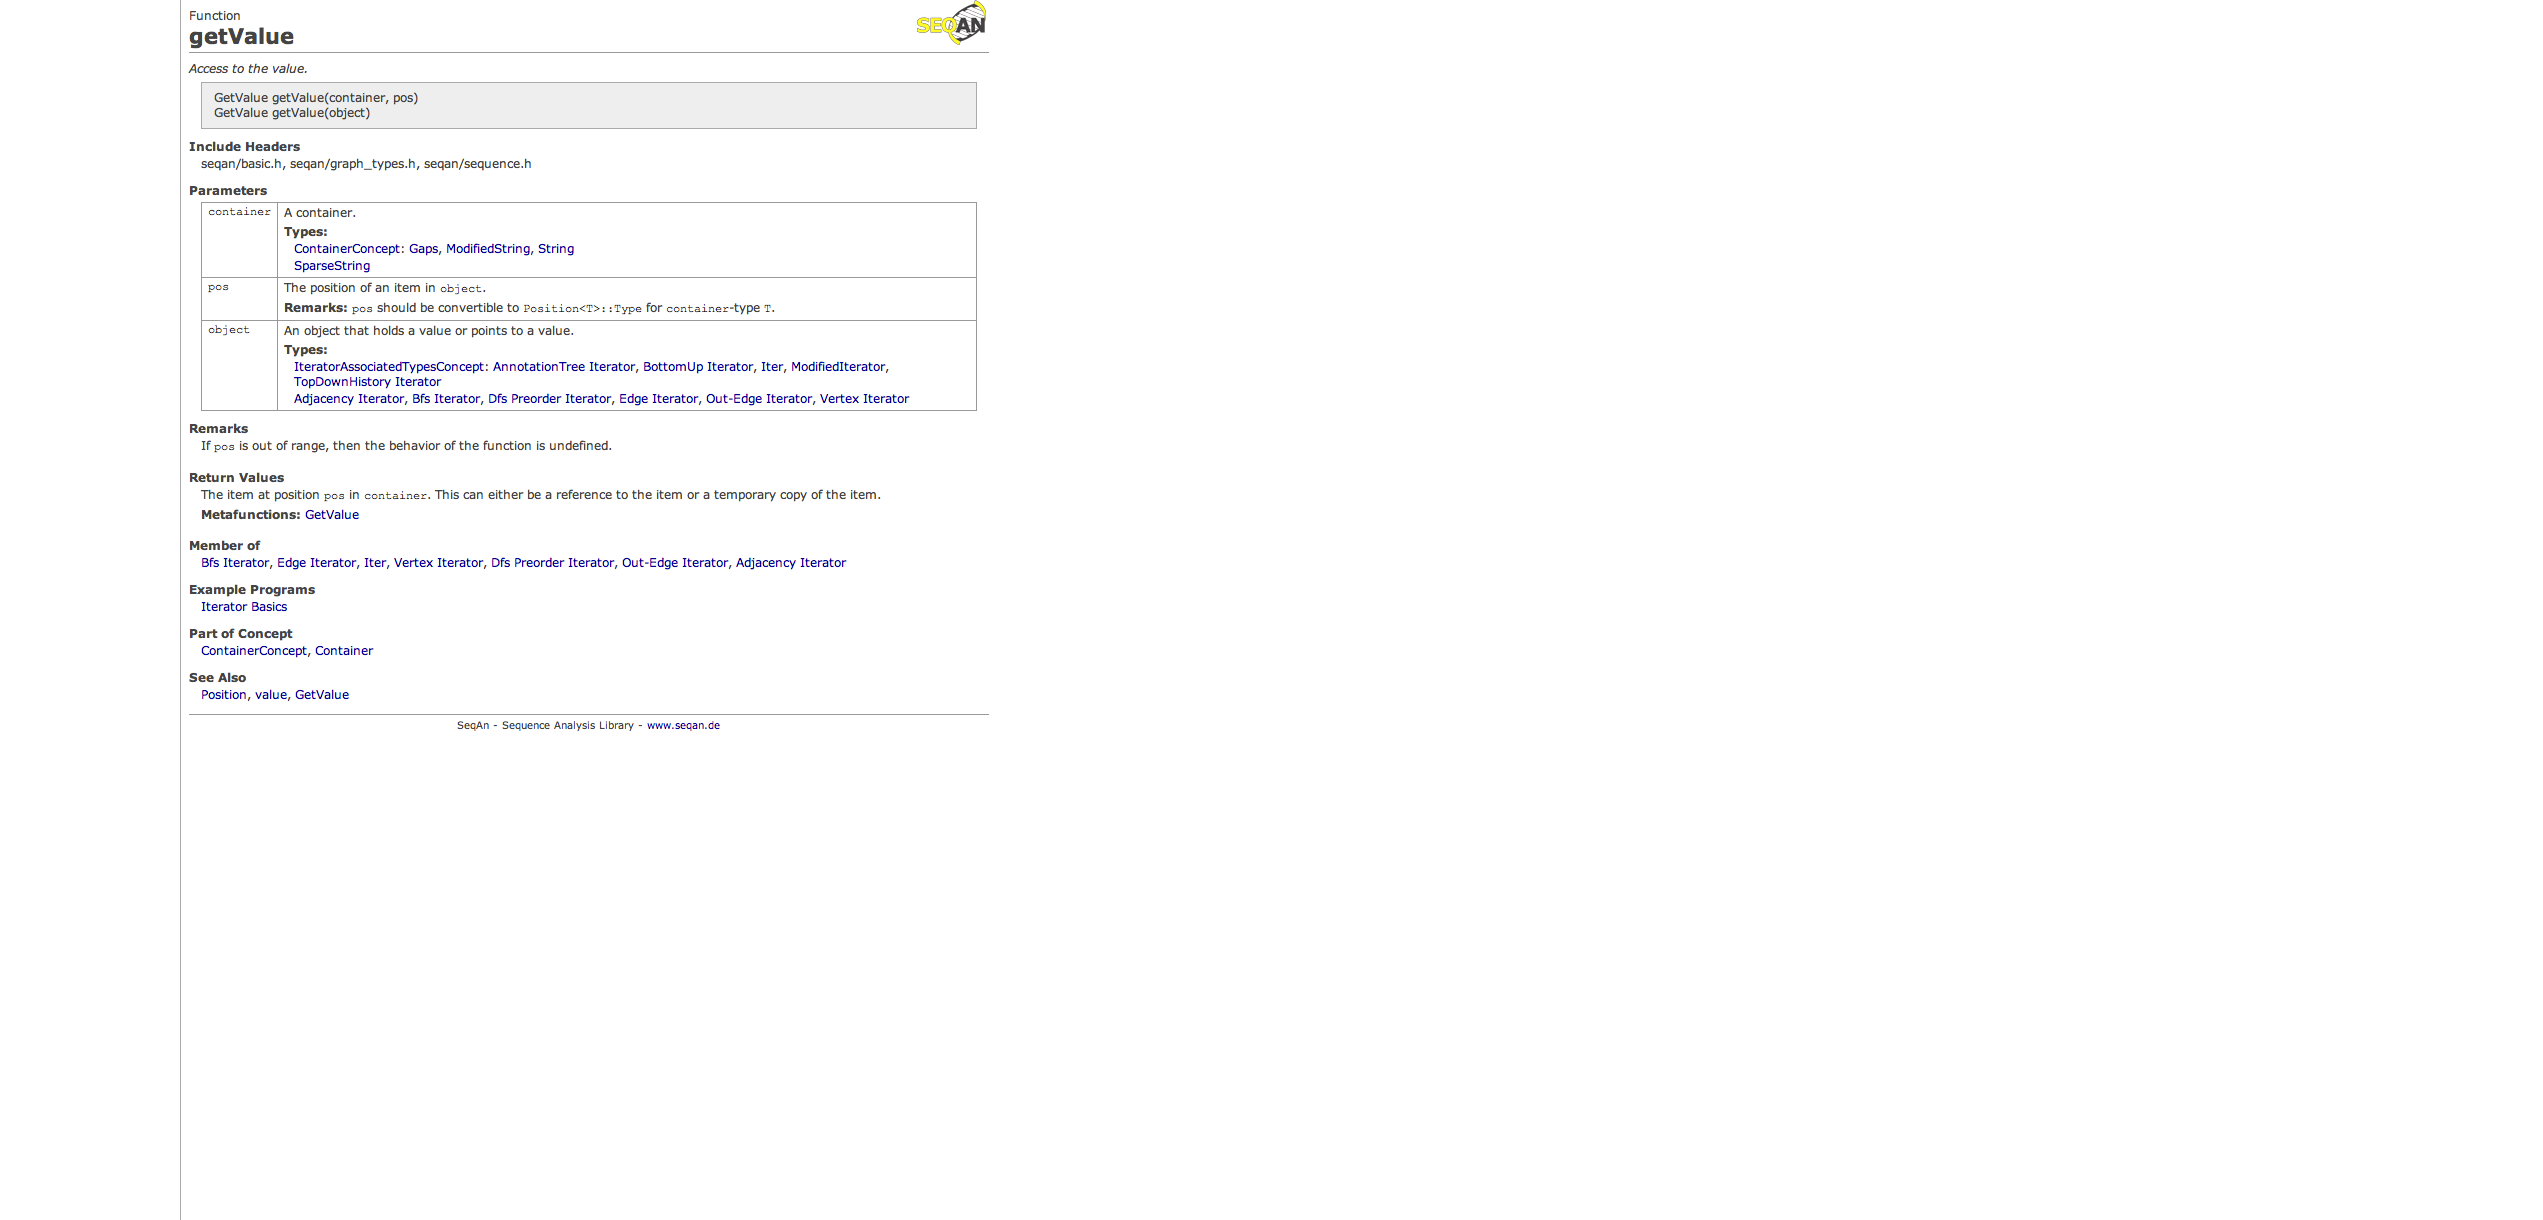 Function
SEQAN
getValue
Access to the value.
GetValue getValue(container, pos)
GetValue getValue(object)
Include Headers
seqan/basic.h, seqan/graph_types.h, seqan/sequence.h
Parameters
container
A container.
Types:
ContainerConcept: Gaps, ModifiedString, String
SparseString
pos
The position of an item in object.
Remarks: pos should be convertible to Position<T>::Type for container-type T.
object
An object that holds a value or points to a value.
Types:
IteratorAssociatedTypesConcept: AnnotationTree Iterator, BottomUp Iterator, Iter, ModifiedIterator,
TopDownHistory Iterator
Adjacency Iterator, Bfs Iterator, Dfs Preorder Iterator, Edge Iterator, Out-Edge Iterator, Vertex Iterator
Remarks
If pos is out of range, then the behavior of the function is undefined.
Return Values
The item at position pos in container. This can either be a reference to the item or a temporary copy of the item.
Metafunctions: GetValue
Member of
Bfs Iterator, Edge Iterator, Iter, Vertex Iterator, Dfs Preorder Iterator, Out-Edge Iterator, Adjacency Iterator
Example Programs
Iterator Basics
Part of Concept
ContainerConcept, Container
See Also
Position, value, GetValue
SeqAn - Sequence Analysis Library - www.seqan.de